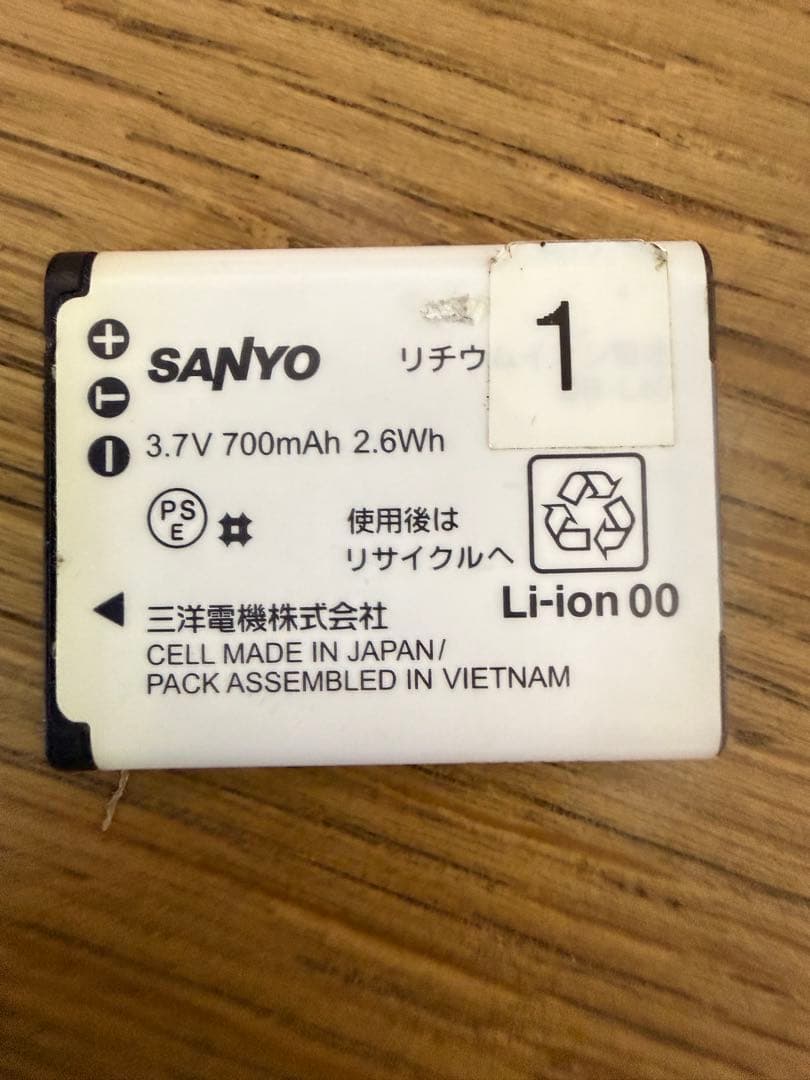 SANYO
リチウ
1
3.7V 700mAh 2.6Wh
PS
E
使用後は
リサイクルへ
Li-ion 00
三洋電機株式会社
CELL MADE IN JAPAN/
PACK ASSEMBLED IN VIETNAM
+
T
−